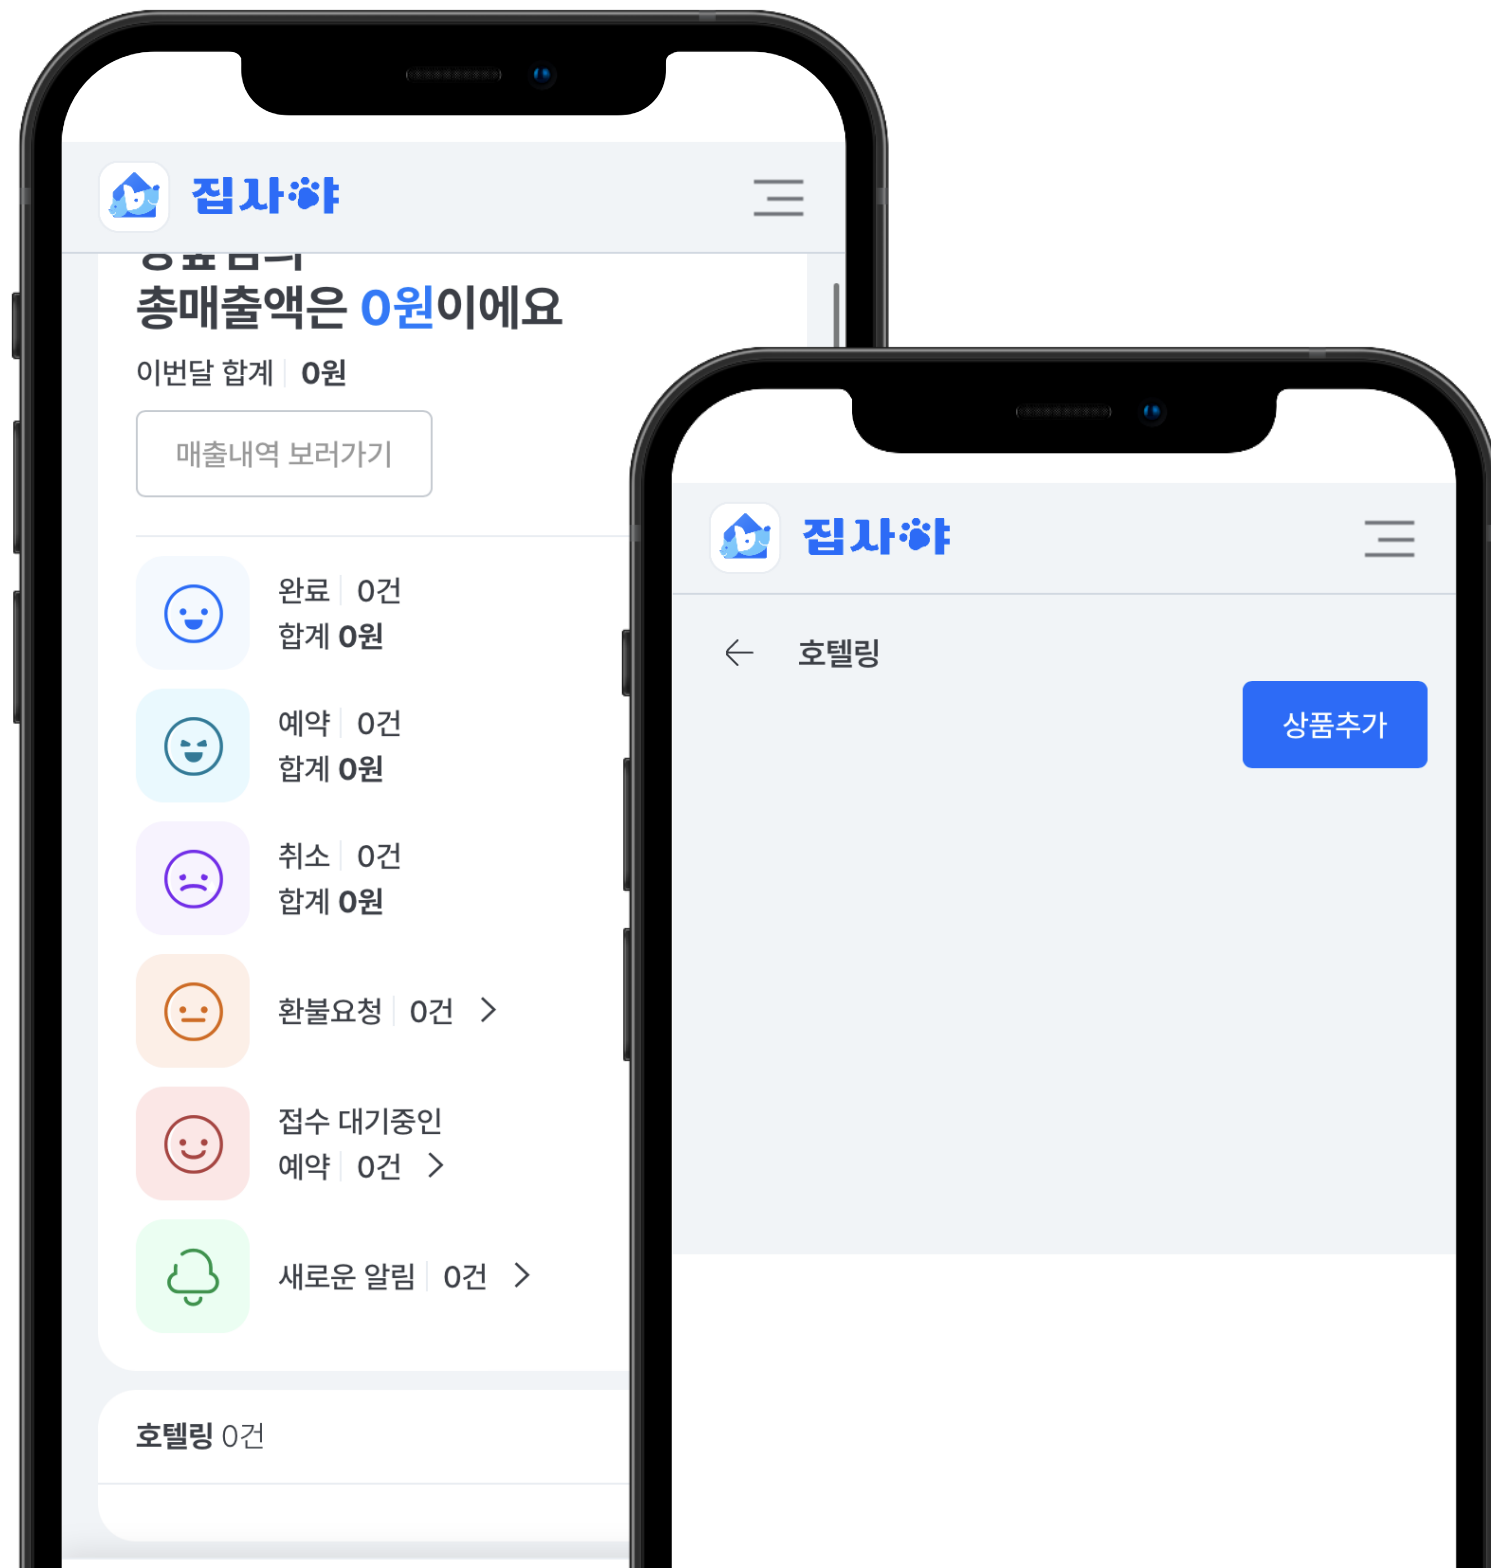 집사야
총매출액은 0원이에요
이번달 합계 0원
매출내역 보러가기
완료 0건
합계 0원
예약 0건
합계 0원
취소 0건
합계 0원
환불요청 0건
접수 대기중인
예약 0건
새로운 알림 0건
호텔링 0건
집사야
호텔링
상품추가